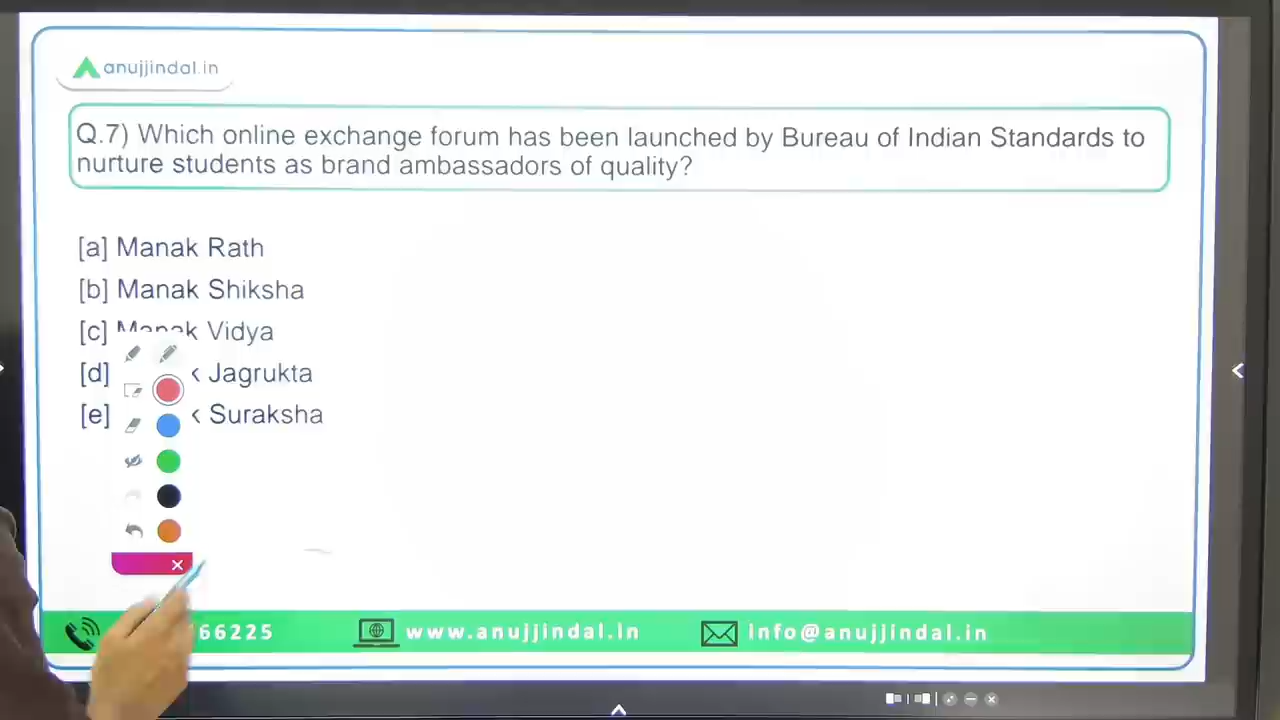 anujjindal.in
Q.7) Which online exchange forum has been launched by Bureau of Indian Standards to
nurture students as brand ambassadors of quality?
[a] Manak Rath
[b] Manak Shiksha
[c] Manak Vidya
[d] Jagrukta
[e] Suraksha
66225
www.anujjindal.in
info@anujjindal.in